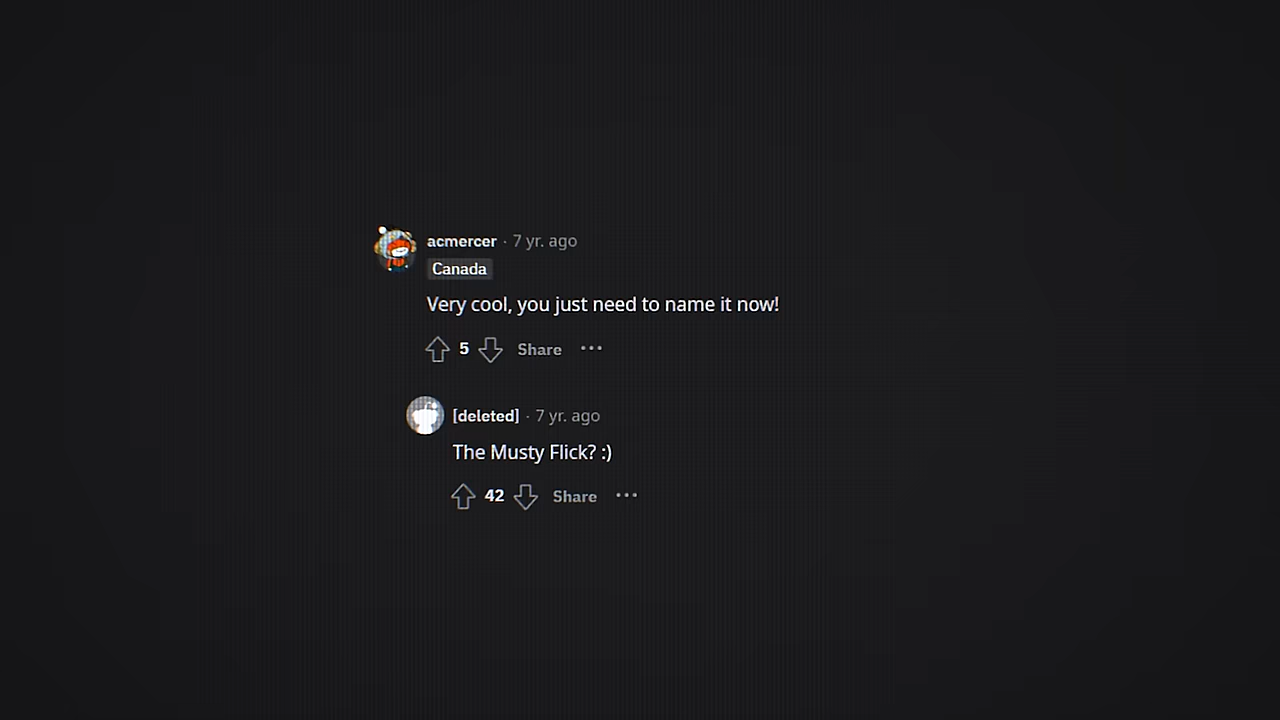 acmercer · 7 yr. ago
Canada
Very cool, you just need to name it now!
5 Share ···
[deleted] · 7 yr. ago
The Musty Flick? :)
42 Share ···